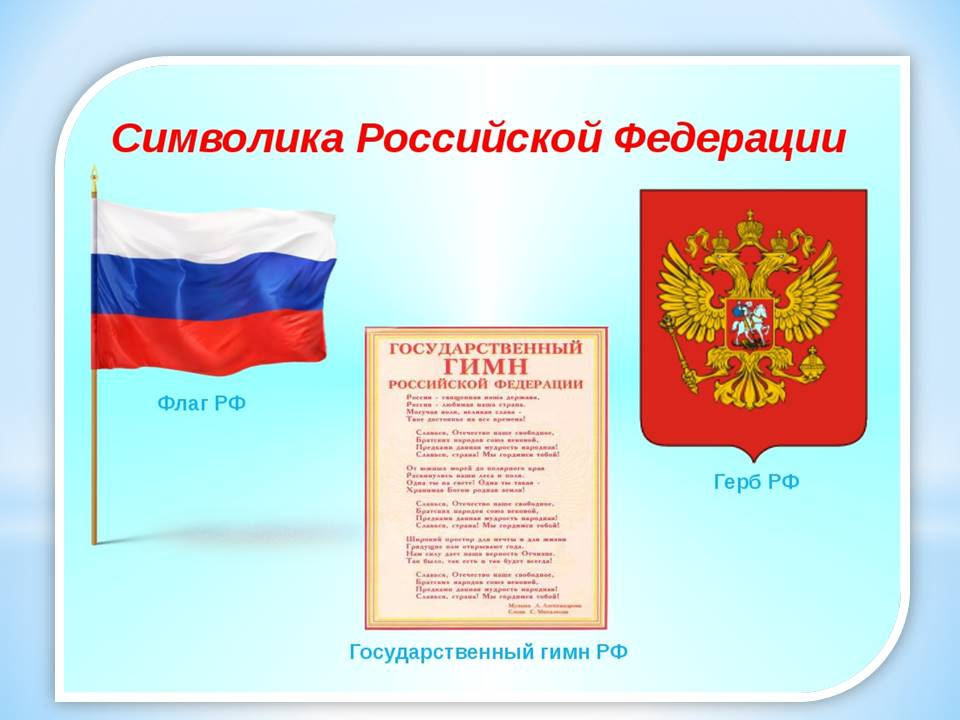 Символика Российской Федерации
Флаг РФ
ГОСУДАРСТВЕННЫЙ
ГИМН
РОССИЙСКОЙ ФЕДЕРАЦИИ
Россия - священная наша держава,
Россия - любимая наша страна.
Могучая воля, великая слава -
Твое достоянье на все времена!
Славься, Отечество наше свободное,
Братских народов союз вековой,
Предками данная мудрость народная!
Славься, страна! Мы гордимся тобой!
От южных морей до полярного края
Раскинулись наши леса и поля.
Одна ты на свете! Одна ты такая -
Хранимая Богом родная земля!
Славься, Отечество наше свободное,
Братских народов союз вековой,
Предками данная мудрость народная!
Славься, страна! Мы гордимся тобой!
Широкий простор для мечты и для жизни
Грядущие нам открывают года.
Нам силу дает наша верность Отчизне.
Так было, так есть и так будет всегда!
Славься, Отечество наше свободное,
Братских народов союз вековой,
Предками данная мудрость народная!
Славься, страна! Мы гордимся тобой!
Музыка А. Александрова
Слова С. Михалкова
Герб РФ
Государственный гимн РФ